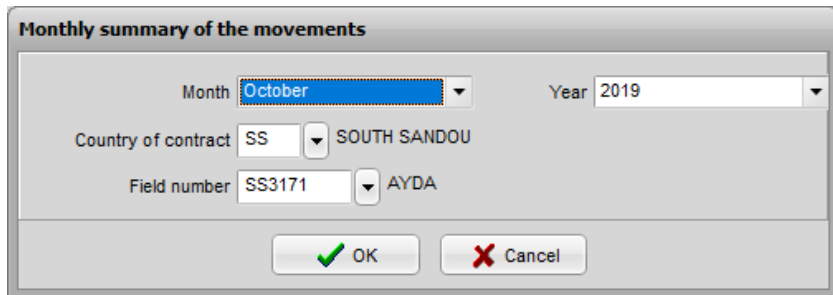 Monthly summary of the movements
Month October Year 2019
Country of contract SS SOUTH SANDOU
Field number SS3171 AYDA
OK Cancel